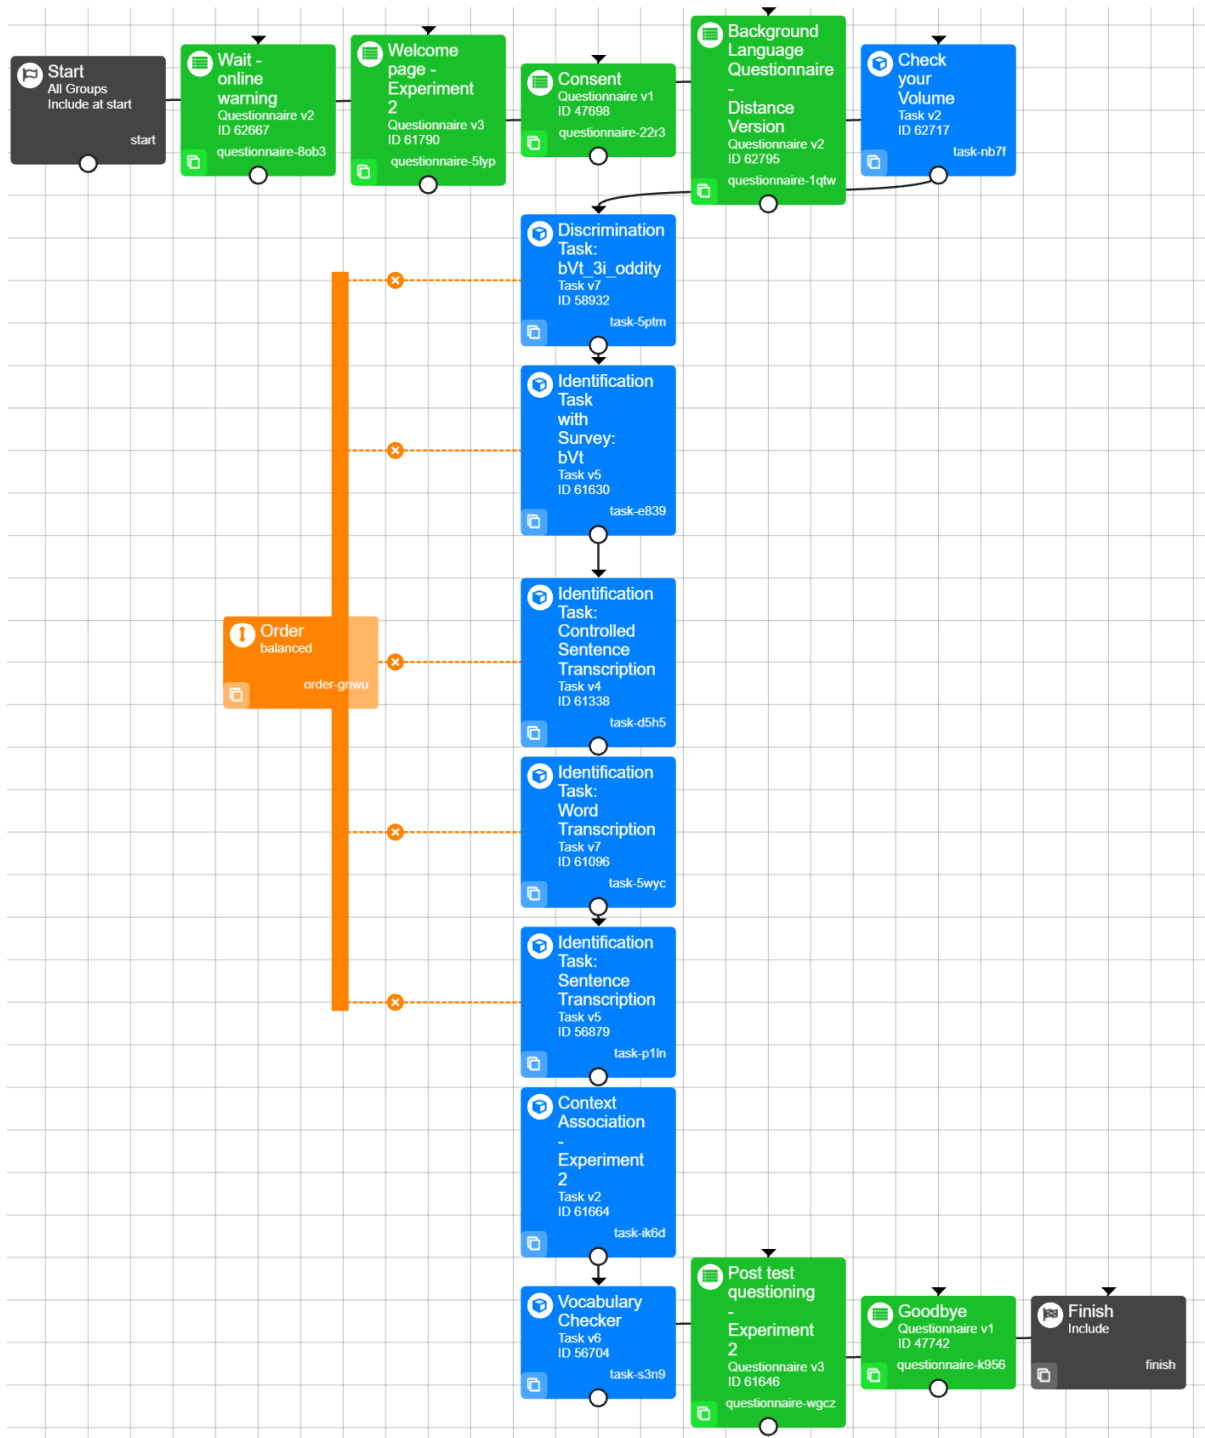 Start
All Groups
Include at start
start
Wait -
online
warning
Questionnaire v2
ID 62667
questionnaire-8ob3
Welcome
page -
Experiment
2
Questionnaire v3
ID 61790
questionnaire-5lyp
Consent
Questionnaire v1
ID 47698
questionnaire-22r3
Background
Language
Questionnaire
-
Distance
Version
Questionnaire v2
ID 62795
questionnaire-1qtw
Check
your
Volume
Task v2
ID 62717
task-nb7f
Discrimination
Task:
bVt_3i_oddity
Task v7
ID 58932
task-5ptm
Identification
Task
with
Survey:
bVt
Task v5
ID 61630
task-e839
Order
balanced
order-gnwu
Identification
Task:
Controlled
Sentence
Transcription
Task v4
ID 61338
task-d5h5
Identification
Task:
Word
Transcription
Task v7
ID 61096
task-5wyc
Identification
Task:
Sentence
Transcription
Task v5
ID 56879
task-p1ln
Context
Association
-
Experiment
2
Task v2
ID 61664
task-ik6d
Vocabulary
Checker
Task v6
ID 56704
task-s3n9
Post test
questioning
-
Experiment
2
Questionnaire v3
ID 61646
questionnaire-wgcz
Goodbye
Questionnaire v1
ID 47742
questionnaire-k956
Finish
Include
finish